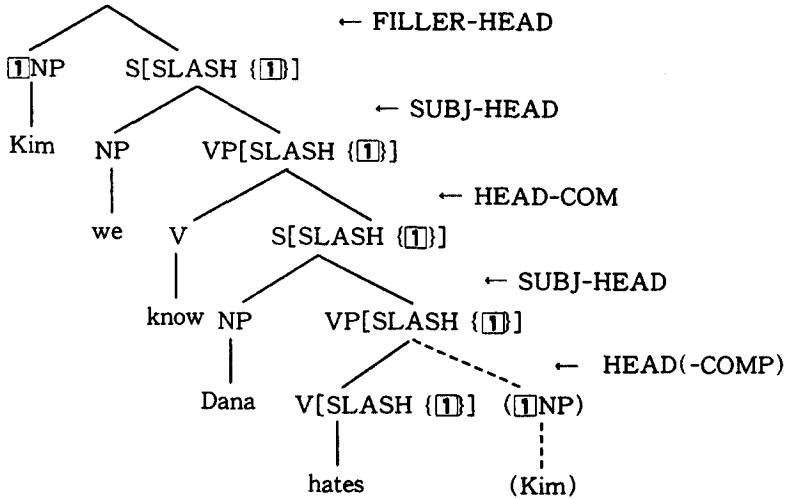 ← FILLER-HEAD
1NP S[SLASH {1}]
← SUBJ-HEAD
Kim NP VP[SLASH {1}]
← HEAD-COM
we V S[SLASH {1}]
← SUBJ-HEAD
know NP VP[SLASH {1}]
← HEAD(-COMP)
Dana V[SLASH {1}] (1NP)
hates (Kim)